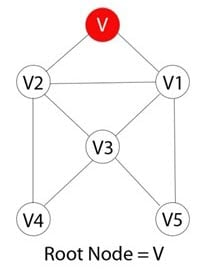 V
V2 V1
V3
V4 V5
Root Node = V